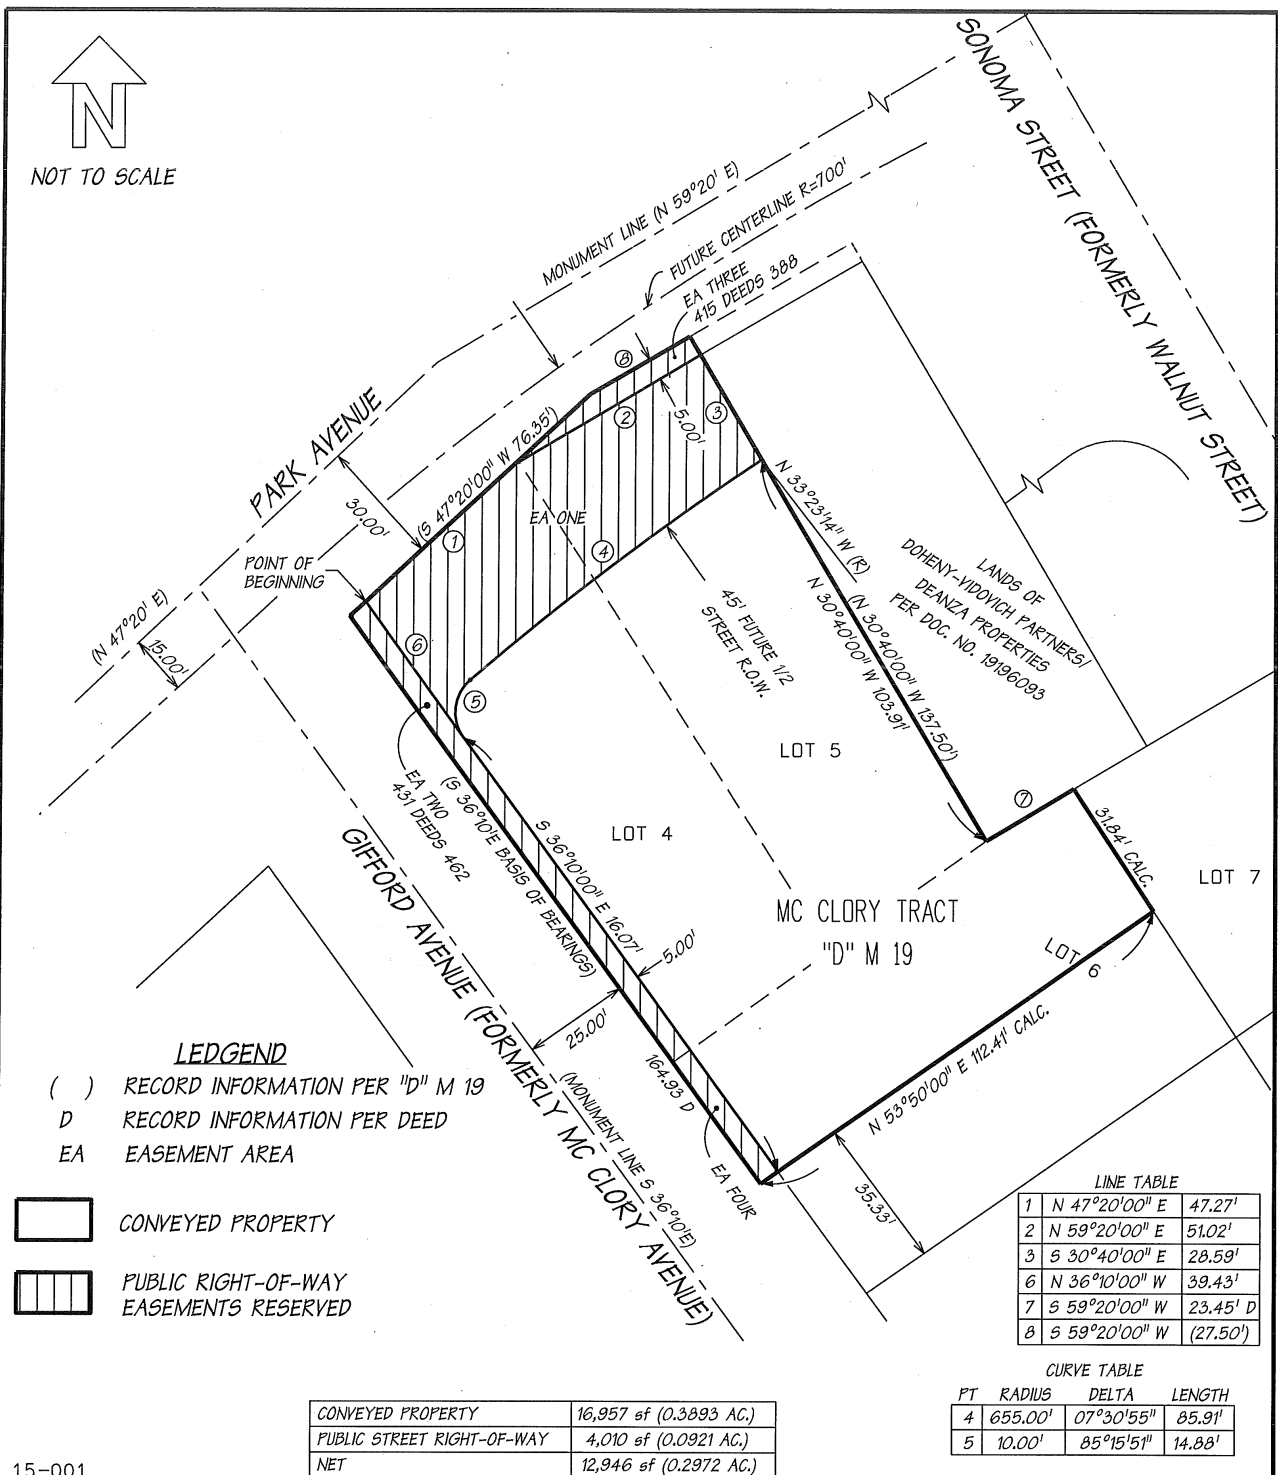 N
NOT TO SCALE
SONOMA STREET (FORMERLY WALNUT STREET)
MONUMENT LINE (N 59°20' E)
FUTURE CENTERLINE R=700'
EA THREE
415 DEEDS 388
8
PARK AVENUE
(S 47°20'00" W 76.35')
2
3
5.00'
30.00'
1
EA ONE
4
N 33°23'14" W (R)
POINT OF
BEGINNING
(N 47°20' E)
15.00'
6
5
45' FUTURE 1/2
STREET R.O.W.
N 30°40'00" W 103.91'
(N 30°40'00" W 137.50')
LANDS OF
DOHENY-VIDOVICH PARTNERS/
DEANZA PROPERTIES
PER DOC. NO. 19196093
LOT 5
EA TWO
431 DEEDS 462
(S 36°10'E BASIS OF BEARINGS)
S 36°10'00" E 16.07'
LOT 4
7
31.84' CALC.
LOT 7
GIFFORD AVENUE (FORMERLY MC CLORY AVENUE)
MC CLORY TRACT
"D" M 19
LOT 6
5.00'
25.00'
164.93 D
(MONUMENT LINE S 36°10'E)
N 53°50'00" E 112.41' CALC.
EA FOUR
35.33'
LEDGEND
( ) RECORD INFORMATION PER "D" M 19
D RECORD INFORMATION PER DEED
EA EASEMENT AREA
CONVEYED PROPERTY
PUBLIC RIGHT-OF-WAY
EASEMENTS RESERVED
LINE TABLE
1 N 47°20'00" E 47.27'
2 N 59°20'00" E 51.02'
3 S 30°40'00" E 28.59'
6 N 36°10'00" W 39.43'
7 S 59°20'00" W 23.45' D
8 S 59°20'00" W (27.50')
CURVE TABLE
PT RADIUS DELTA LENGTH
4 655.00' 07°30'55" 85.91'
5 10.00' 85°15'51" 14.88'
CONVEYED PROPERTY 16,957 sf (0.3893 AC.)
PUBLIC STREET RIGHT-OF-WAY 4,010 sf (0.0921 AC.)
NET 12,946 sf (0.2972 AC.)
15-001